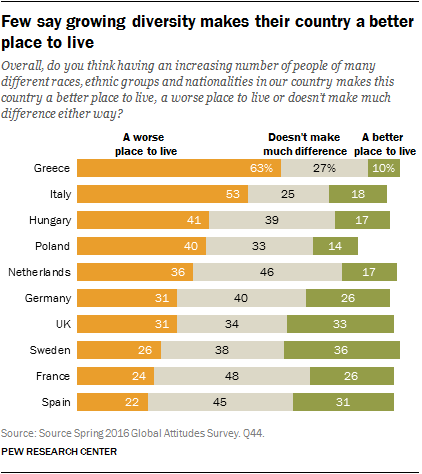 Few say growing diversity makes their country a better
place to live
Overall, do you think having an increasing number of people of many
different races, ethnic groups and nationalities in our country makes this
country a better place to live, a worse place to live or doesn't make much
difference either way?
A worse
place to live
Doesn't make
much difference
A better
place to live
Greece 63% 27% 10%
Italy 53 25 18
Hungary 41 39 17
Poland 40 33 14
Netherlands 36 46 17
Germany 31 40 26
UK 31 34 33
Sweden 26 38 36
France 24 48 26
Spain 22 45 31
Source: Source Spring 2016 Global Attitudes Survey. Q44.
PEW RESEARCH CENTER